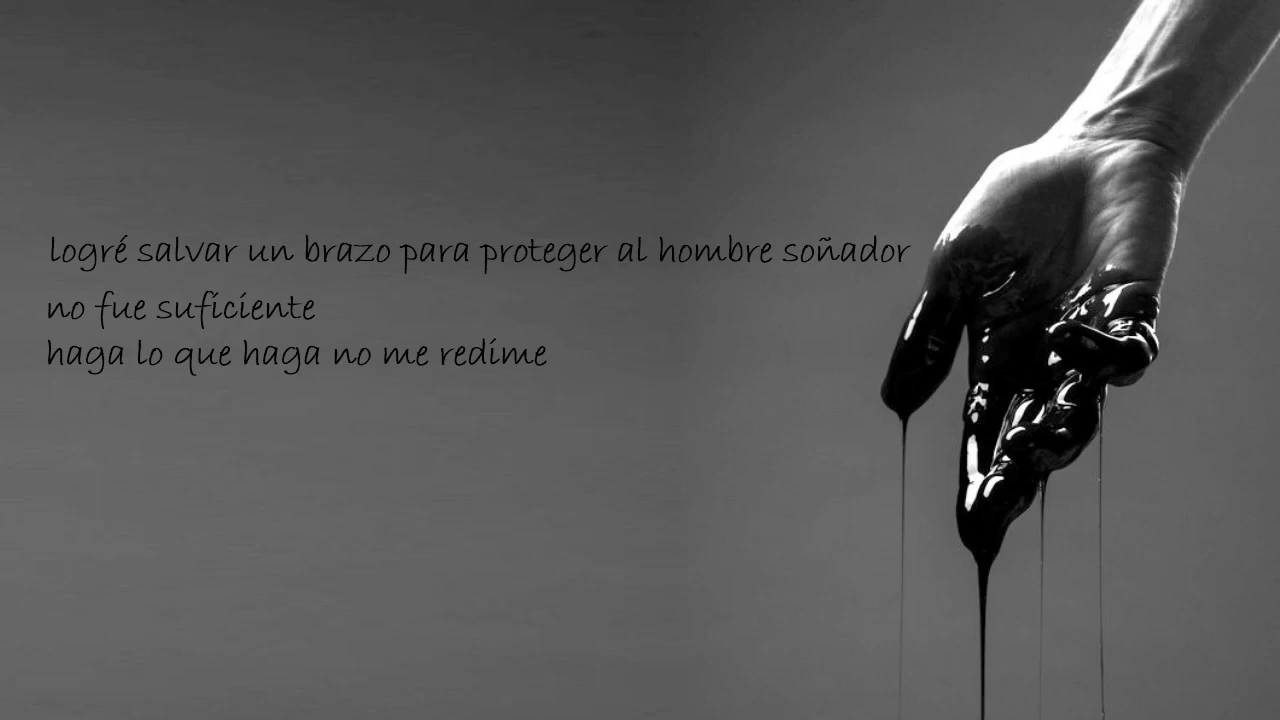 logré salvar un brazo para proteger al hombre soñador
no fue suficiente
haga lo que haga no me redime